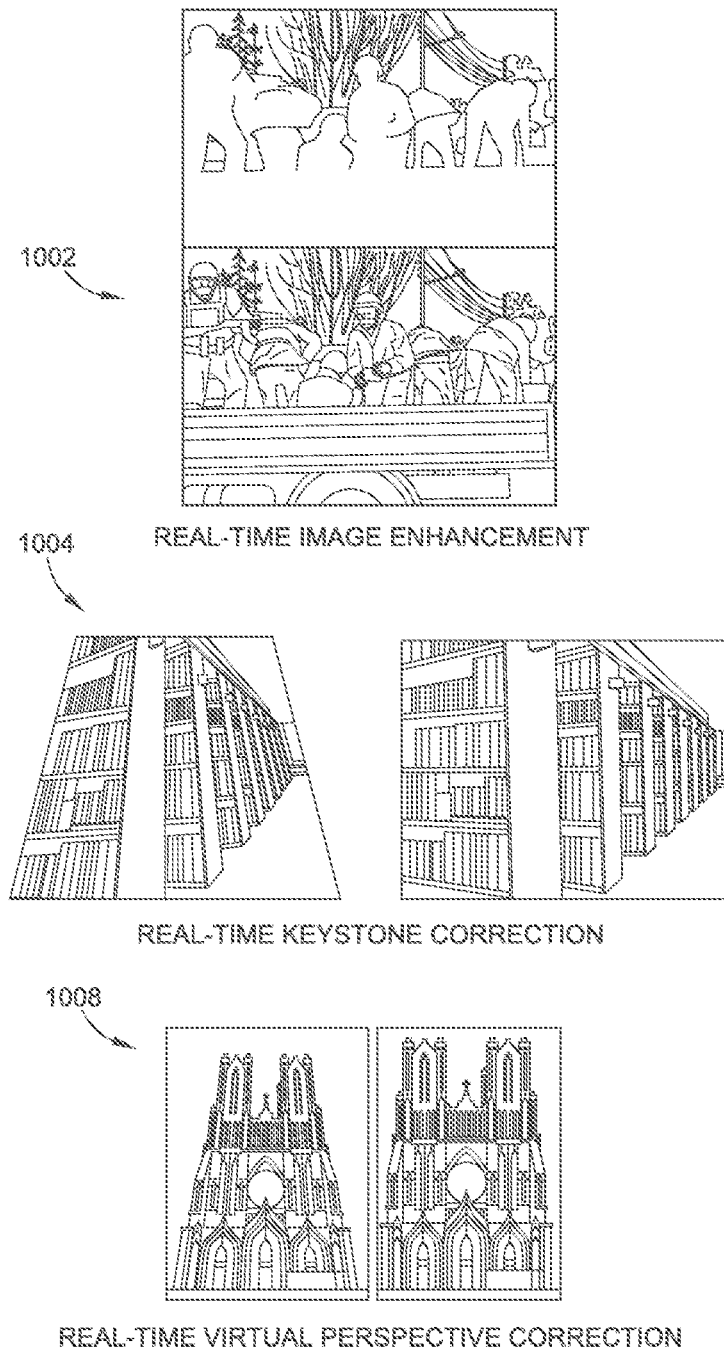 1002
REAL-TIME IMAGE ENHANCEMENT
1004
REAL-TIME KEYSTONE CORRECTION
1008
REAL-TIME VIRTUAL PERSPECTIVE CORRECTION